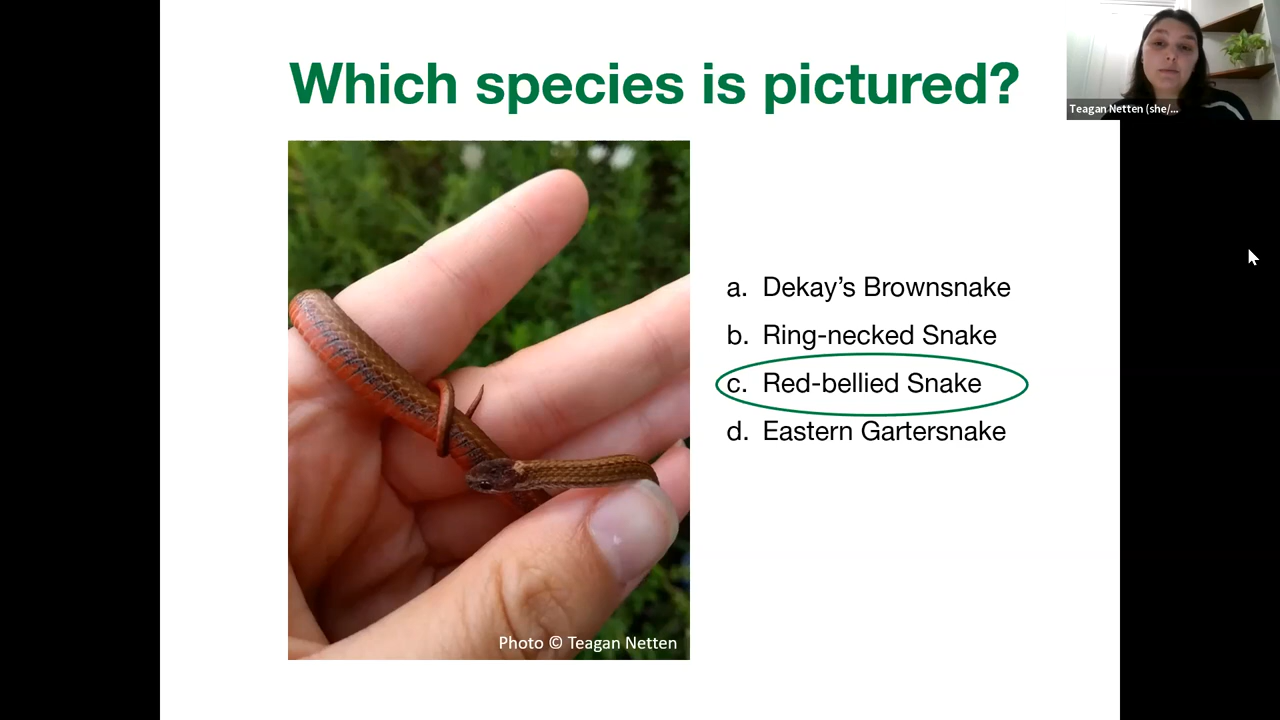 Which species is pictured?
Teagan Netten (she/...
a. Dekay's Brownsnake
b. Ring-necked Snake
c. Red-bellied Snake
d. Eastern Gartersnake
Photo © Teagan Netten